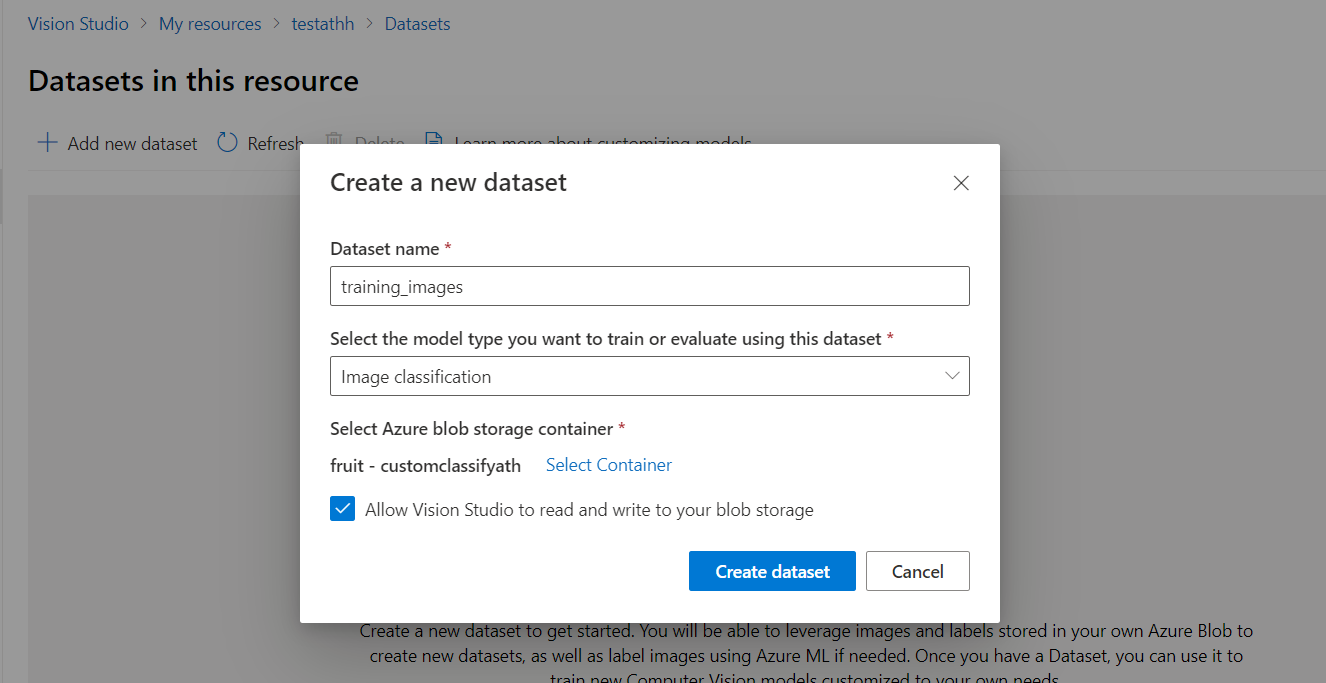 Vision Studio > My resources > testathh > Datasets
Datasets in this resource
+ Add new dataset Refresh Delete Learn more about customizing models
Create a new dataset
Dataset name *
training_images
Select the model type you want to train or evaluate using this dataset *
Image classification
Select Azure blob storage container *
fruit - customclassifyath Select Container
Allow Vision Studio to read and write to your blob storage
Create dataset Cancel
Create a new dataset to get started. You will be able to leverage images and labels stored in your own Azure Blob to
create new datasets, as well as label images using Azure ML if needed. Once you have a Dataset, you can use it to
train new Computer Vision models customized to your own needs.